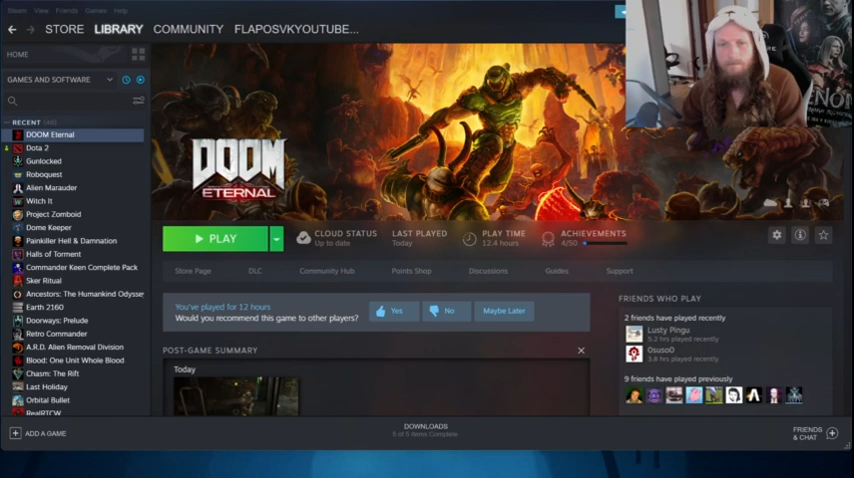 Steam View Friends Games Help
STORE LIBRARY COMMUNITY FLAPOSVKYOUTUBE...
HOME
GAMES AND SOFTWARE
RECENT
DOOM Eternal
Dota 2
Gunlocked
Roboquest
Alien Marauder
Witch It
Project Zomboid
Dome Keeper
Painkiller Hell & Damnation
Halls of Torment
Commander Keen Complete Pack
Sker Ritual
Ancestors: The Humankind Odysse
Earth 2160
Doorways: Prelude
Retro Commander
A.R.D. Alien Removal Division
Blood: One Unit Whole Blood
Chasm: The Rift
Last Holiday
Orbital Bullet
RealRTCW
DOOM
ETERNAL
PLAY
CLOUD STATUS
Up to date
LAST PLAYED
Today
PLAY TIME
12.4 hours
ACHIEVEMENTS
4/50
Store Page DLC Community Hub Points Shop Discussions Guides Support
You've played for 12 hours
Would you recommend this game to other players?
Yes No Maybe Later
POST-GAME SUMMARY
Today
FRIENDS WHO PLAY
2 friends have played recently
Lusty Pingu
5.2 hrs played recently
OsusoO
3.8 hrs played recently
9 friends have played previously
ADD A GAME
DOWNLOADS
5 of 5 Items Complete
FRIENDS
& CHAT